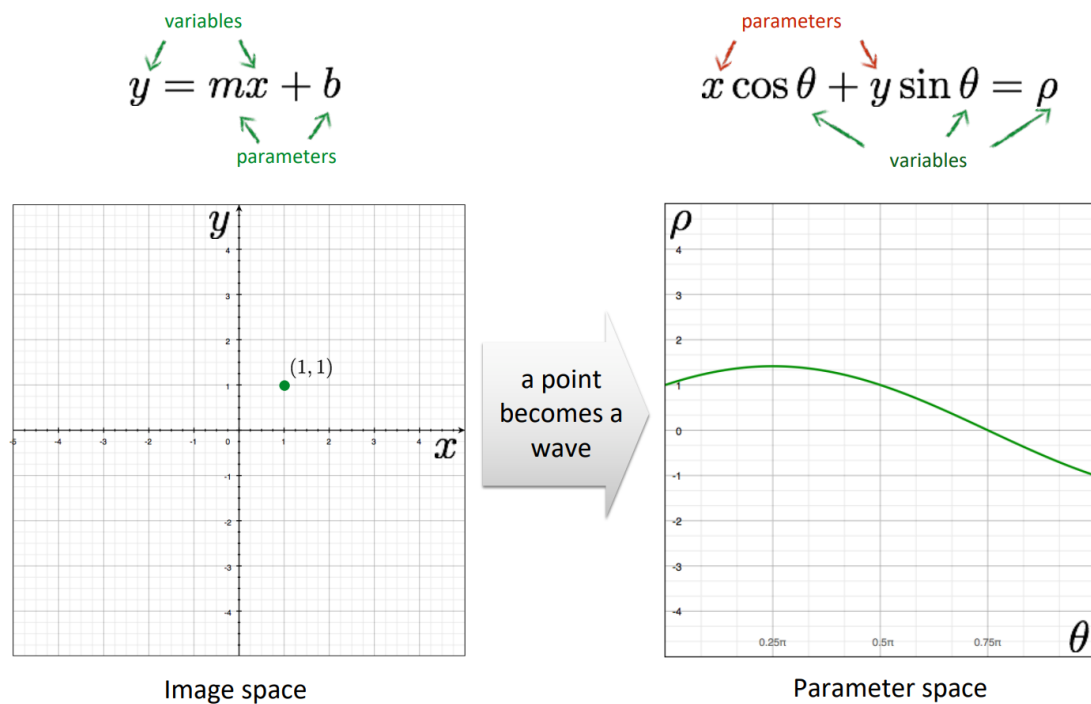 variables
y = mx + b
parameters
parameters
x cos θ + y sin θ = ρ
variables
y
4
3
2
(1, 1)
1
-5 -4 -3 -2 -1 0 1 2 3 4
x
-1
-2
-3
-4
Image space
a point
becomes a
wave
ρ
4
3
2
1
0
-1
-2
-3
-4
0.25π 0.5π 0.75π
θ
Parameter space